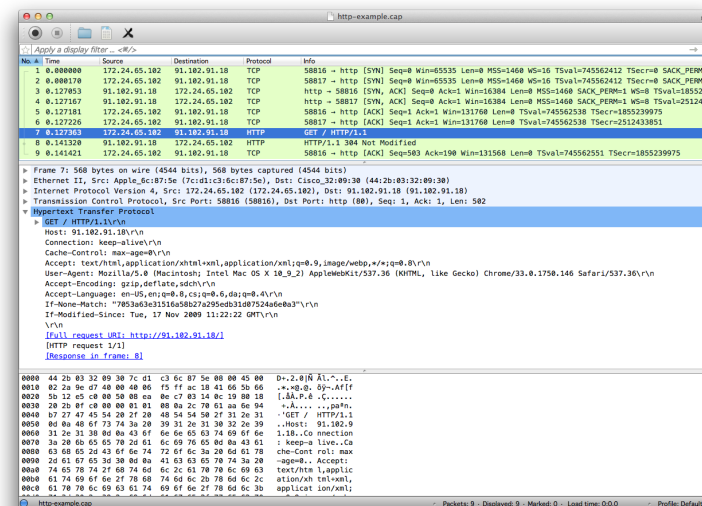 http-example.cap
Apply a display filter ... <⌘/>
No. Time Source Destination Protocol Info
1 0.000000 172.24.65.102 91.102.91.18 TCP 58816 → http [SYN] Seq=0 Win=65535 Len=0 MSS=1460 WS=16 TSval=745562412 TSecr=0 SACK_PERM
2 0.000170 172.24.65.102 91.102.91.18 TCP 58817 → http [SYN] Seq=0 Win=65535 Len=0 MSS=1460 WS=16 TSval=745562412 TSecr=0 SACK_PERM
3 0.127053 91.102.91.18 172.24.65.102 TCP http → 58816 [SYN, ACK] Seq=0 Ack=1 Win=16384 Len=0 MSS=1460 SACK_PERM=1 WS=8 TSval=18552
4 0.127167 91.102.91.18 172.24.65.102 TCP http → 58817 [SYN, ACK] Seq=0 Ack=1 Win=16384 Len=0 MSS=1460 SACK_PERM=1 WS=8 TSval=25124
5 0.127181 172.24.65.102 91.102.91.18 TCP 58816 → http [ACK] Seq=1 Ack=1 Win=131760 Len=0 TSval=745562538 TSecr=1855239975
6 0.127226 172.24.65.102 91.102.91.18 TCP 58817 → http [ACK] Seq=1 Ack=1 Win=131760 Len=0 TSval=745562538 TSecr=2512433851
7 0.127363 172.24.65.102 91.102.91.18 HTTP GET / HTTP/1.1
8 0.141320 91.102.91.18 172.24.65.102 HTTP HTTP/1.1 304 Not Modified
9 0.141421 172.24.65.102 91.102.91.18 TCP 58816 → http [ACK] Seq=503 Ack=190 Win=131568 Len=0 TSval=745562551 TSecr=1855239975
Frame 7: 568 bytes on wire (4544 bits), 568 bytes captured (4544 bits)
Ethernet II, Src: Apple_6c:87:5e (7c:d1:c3:6c:87:5e), Dst: Cisco_32:09:30 (44:2b:03:32:09:30)
Internet Protocol Version 4, Src: 172.24.65.102 (172.24.65.102), Dst: 91.102.91.18 (91.102.91.18)
Transmission Control Protocol, Src Port: 58816 (58816), Dst Port: http (80), Seq: 1, Ack: 1, Len: 502
Hypertext Transfer Protocol
GET / HTTP/1.1\r\n
Host: 91.102.91.18\r\n
Connection: keep-alive\r\n
Cache-Control: max-age=0\r\n
Accept: text/html,application/xhtml+xml,application/xml;q=0.9,image/webp,*/*;q=0.8\r\n
User-Agent: Mozilla/5.0 (Macintosh; Intel Mac OS X 10_9_2) AppleWebKit/537.36 (KHTML, like Gecko) Chrome/33.0.1750.146 Safari/537.36\r\n
Accept-Encoding: gzip,deflate,sdch\r\n
Accept-Language: en-US,en;q=0.8,cs;q=0.6,da;q=0.4\r\n
If-None-Match: "7053a63e31516a58b27a295edb31d07524a6e0a3"\r\n
If-Modified-Since: Tue, 17 Nov 2009 11:22:22 GMT\r\n
\r\n
[Full request URI: http://91.102.91.18/]
[HTTP request 1/1]
[Response in frame: 8]
0000 44 2b 03 32 09 30 7c d1 c3 6c 87 5e 08 00 45 00 D+.2.0|Ñ Ãl.^..E.
0010 02 2a 9e d7 40 00 40 06 f5 ff ac 18 41 66 5b 66 .*.×@.@. õÿ¬.Af[f
0020 5b 12 e5 c0 00 50 08 ea 0e c7 03 14 0c 19 80 18 [.åÀ.P.ê .Ç......
0030 20 2b 0f c0 00 00 01 01 08 0a 2c 70 61 aa 6e 94 +.À.... ..,paªn.
0040 b7 27 47 45 54 20 2f 20 48 54 54 50 2f 31 2e 31 ·'GET / HTTP/1.1
0050 0d 0a 48 6f 73 74 3a 20 39 31 2e 31 30 32 2e 39 ..Host: 91.102.9
0060 31 2e 31 38 0d 0a 43 6f 6e 6e 65 63 74 69 6f 6e 1.18..Co nnection
0070 3a 20 6b 65 65 70 2d 61 6c 69 76 65 0d 0a 43 61 : keep-a live..Ca
0080 63 68 65 2d 43 6f 6e 74 72 6f 6c 3a 20 6d 61 78 che-Cont rol: max
0090 2d 61 67 65 3d 30 0d 0a 41 63 63 65 70 74 3a 20 -age=0.. Accept:
00a0 74 65 78 74 2f 68 74 6d 6c 2c 61 70 70 6c 69 63 text/htm l,applic
00b0 61 74 69 6f 6e 2f 78 68 74 6d 6c 2b 78 6d 6c 2c ation/xh tml+xml,
00c0 61 70 70 6c 69 63 61 74 69 6f 6e 2f 78 6d 6c 3b applicat ion/xml;
http-example.cap Packets: 9 · Displayed: 9 · Marked: 0 · Load time: 0:0.0 Profile: Default